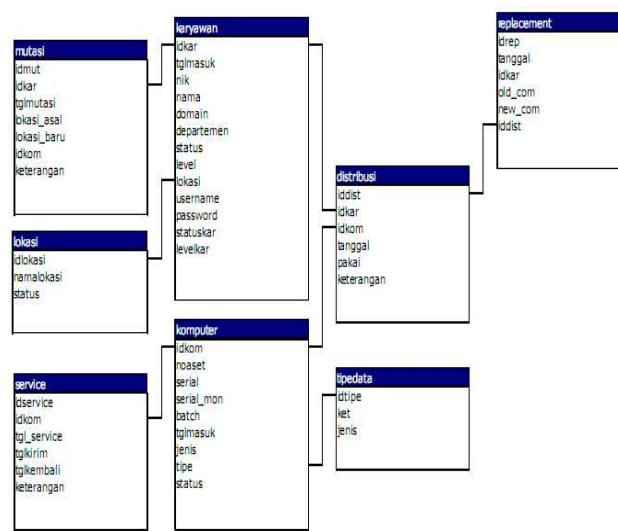 mutasi
idmut
idkar
tglmutasi
lokasi_asal
lokasi_baru
idkom
keterangan
lokasi
idlokasi
namalokasi
status
service
idservice
idkom
tgl_service
tglkirim
tglkembali
keterangan
karyawan
idkar
tglmasuk
nik
nama
domain
departemen
status
level
lokasi
username
password
statuskar
levelkar
komputer
idkom
noaset
serial
serial_mon
batch
tglmasuk
jenis
tipe
status
distribusi
iddist
idkar
idkom
tanggal
pakai
keterangan
tipedata
idtipe
ket
jenis
replacement
idrep
tanggal
idkar
old_com
new_com
iddist